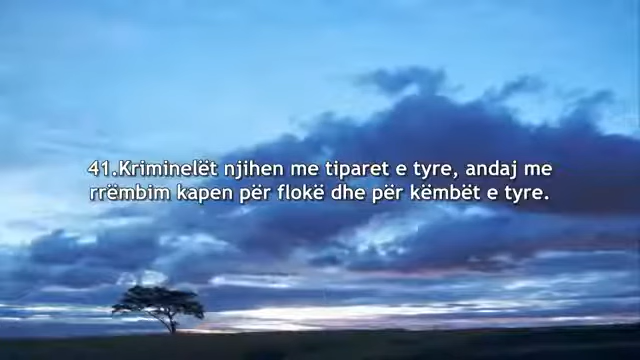 41.Kriminelët njihen me tiparet e tyre, andaj me
rrëmbim kapen për flokë dhe për këmbët e tyre.